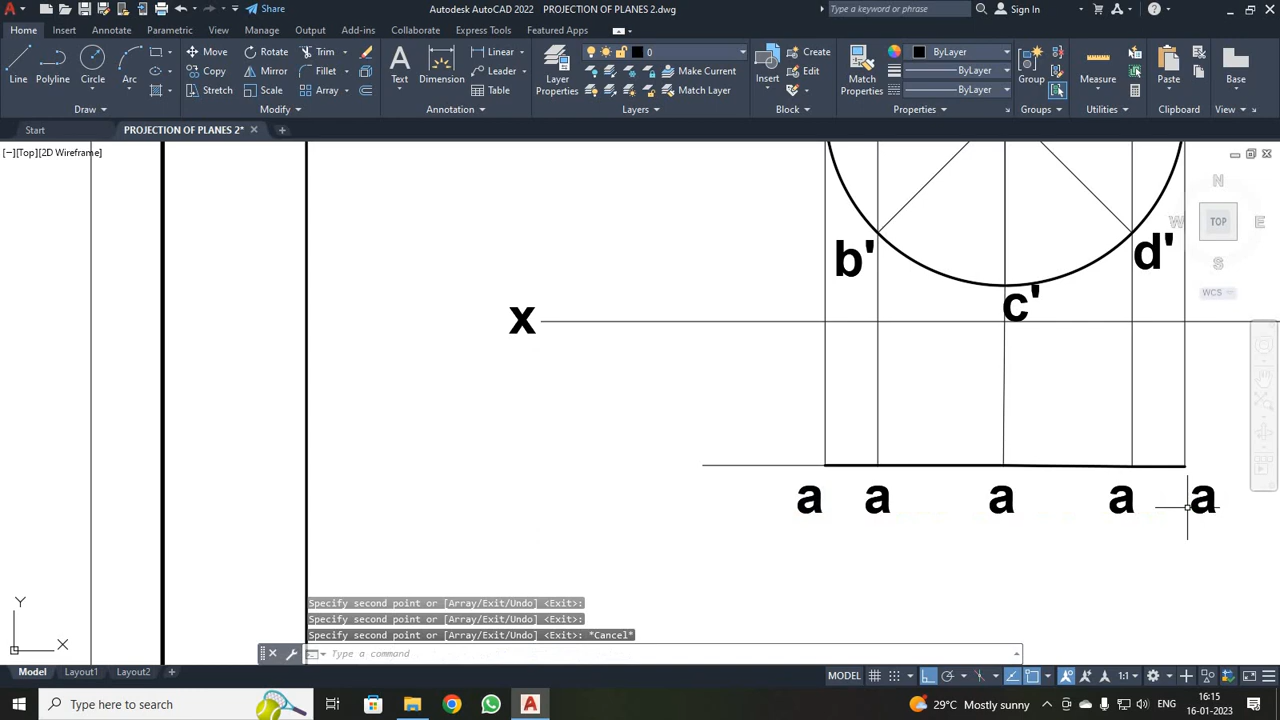 Share
Autodesk AutoCAD 2022 PROJECTION OF PLANES 2.dwg
Type a keyword or phrase
Sign In
Home Insert Annotate Parametric View Manage Output Add-ins Collaborate Express Tools Featured Apps
Line Polyline Circle Arc
Move Rotate Trim
Copy Mirror Fillet
Stretch Scale Array
Text Dimension
Linear
Leader
Table
Layer Properties
0
Make Current
Match Layer
Insert
Create
Edit
Match Properties
ByLayer
ByLayer
ByLayer
Group
Measure
Paste
Base
Draw Modify Annotation Layers Block Properties Groups Utilities Clipboard View
Start PROJECTION OF PLANES 2*
[−][Top][2D Wireframe]
N
W TOP E
S
WCS
b' d'
c'
x
a a a a a
Y
X
Specify second point or [Array/Exit/Undo] <Exit>:
Specify second point or [Array/Exit/Undo] <Exit>:
Specify second point or [Array/Exit/Undo] <Exit>: *Cancel*
Type a command
Model Layout1 Layout2
MODEL 1:1
Type here to search
29°C Mostly sunny
ENG
16:15
16-01-2023